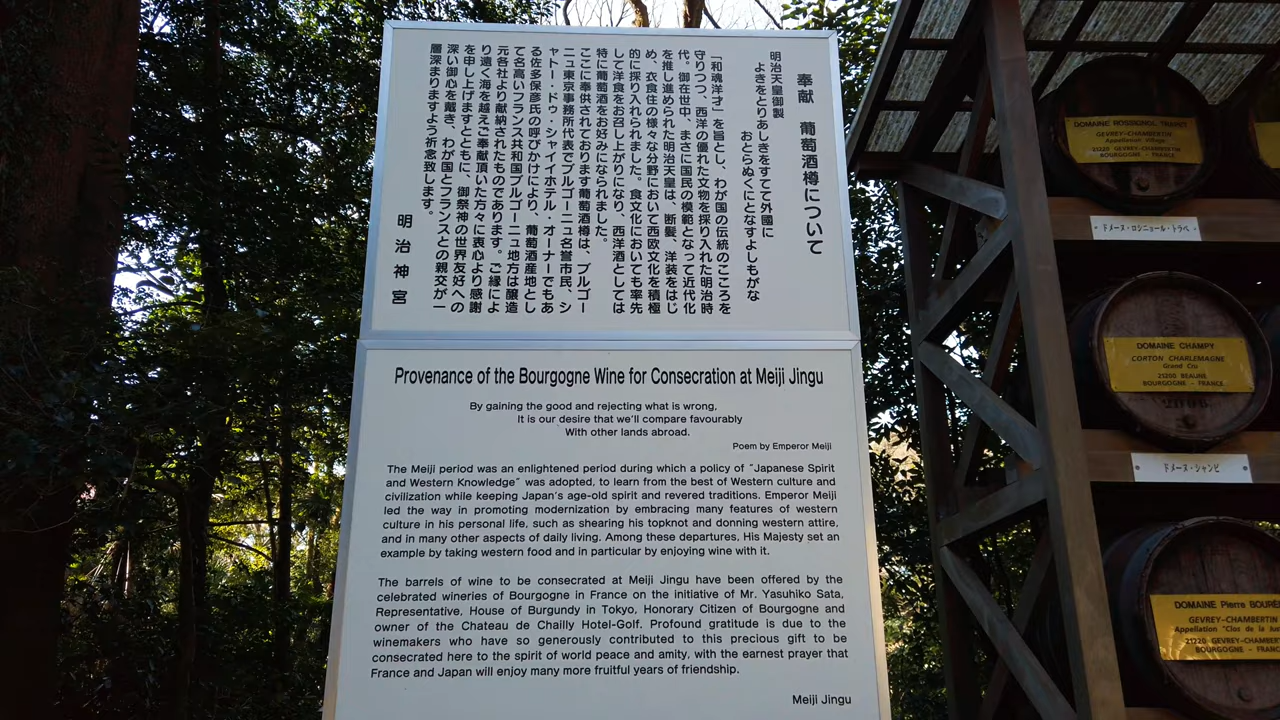 奉献 葡萄酒樽について
明治天皇御製
よきをとりあしきをすてて外國に
おとらぬくにとなすよしもがな
「和魂洋才」を旨とし、わが国の伝統のこころを
守りつつ、西洋の優れた文物を採り入れた明治時
代。御在世中、まさに国民の模範となって近代化
を推し進められた明治天皇は、断髪、洋装をはじ
め、衣食住の様々な分野において西欧文化を積極
的に採り入れられました。食文化においても率先
して洋食をお召し上がりになり、西洋酒としては
特に葡萄酒をお好みになられました。
ここに奉供されております葡萄酒樽は、ブルゴー
ニュ東京事務所代表でブルゴーニュ名誉市民、シ
ャトー・ドゥ・シャイイホテル・オーナーでもあ
る佐多保彦氏の呼びかけにより、葡萄酒産地とし
て名高いフランス共和国ブルゴーニュ地方は醸造
元各社より献納されたものであります。ご縁によ
り遠く海を越えご奉献頂いた方々に衷心より感謝
を申し上げますとともに、御祭神の世界友好への
深い御心を戴き、わが国とフランスとの親交が一
層深まりますよう祈念致します。
明治神宮
Provenance of the Bourgogne Wine for Consecration at Meiji Jingu
By gaining the good and rejecting what is wrong,
It is our desire that we'll compare favourably
With other lands abroad.
Poem by Emperor Meiji
The Meiji period was an enlightened period during which a policy of "Japanese Spirit
and Western Knowledge" was adopted, to learn from the best of Western culture and
civilization while keeping Japan's age-old spirit and revered traditions. Emperor Meiji
led the way in promoting modernization by embracing many features of western
culture in his personal life, such as shearing his topknot and donning western attire,
and in many other aspects of daily living. Among these departures, His Majesty set an
example by taking western food and in particular by enjoying wine with it.
The barrels of wine to be consecrated at Meiji Jingu have been offered by the
celebrated wineries of Bourgogne in France on the initiative of Mr. Yasuhiko Sata,
Representative, House of Burgundy in Tokyo, Honorary Citizen of Bourgogne and
owner of the Chateau de Chailly Hotel-Golf. Profound gratitude is due to the
winemakers who have so generously contributed to this precious gift to be
consecrated here to the spirit of world peace and amity, with the earnest prayer that
France and Japan will enjoy many more fruitful years of friendship.
Meiji Jingu
DOMAINE ROSSIGNOL TRAPET
GEVREY-CHAMBERTIN
Appellation Village
21220 GEVREY-CHAMBERTIN
BOURGOGNE - FRANCE
ドメーヌ・ロシニョール・トラペ
DOMAINE CHAMPY
CORTON CHARLEMAGNE
Grand Cru
21200 BEAUNE
BOURGOGNE - FRANCE
2006
ドメーヌ・シャンピ
DOMAINE Pierre BOURÉE
GEVREY-CHAMBERTIN
Appellation "Clos de la Jus
21220 GEVREY-CHAMBERT
BOURGOGNE - FRANC